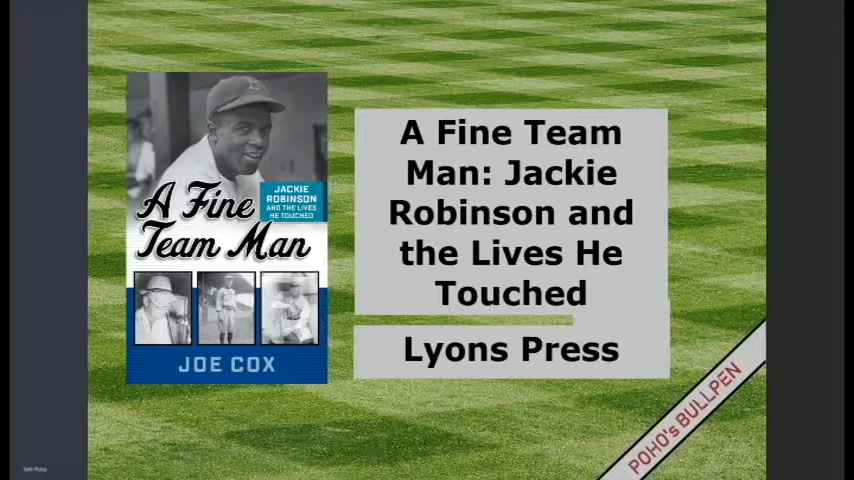 A Fine
Team Man
JACKIE
ROBINSON
AND THE LIVES
HE TOUCHED
JOE COX
A Fine Team
Man: Jackie
Robinson and
the Lives He
Touched
Lyons Press
POHO's BULLPEN